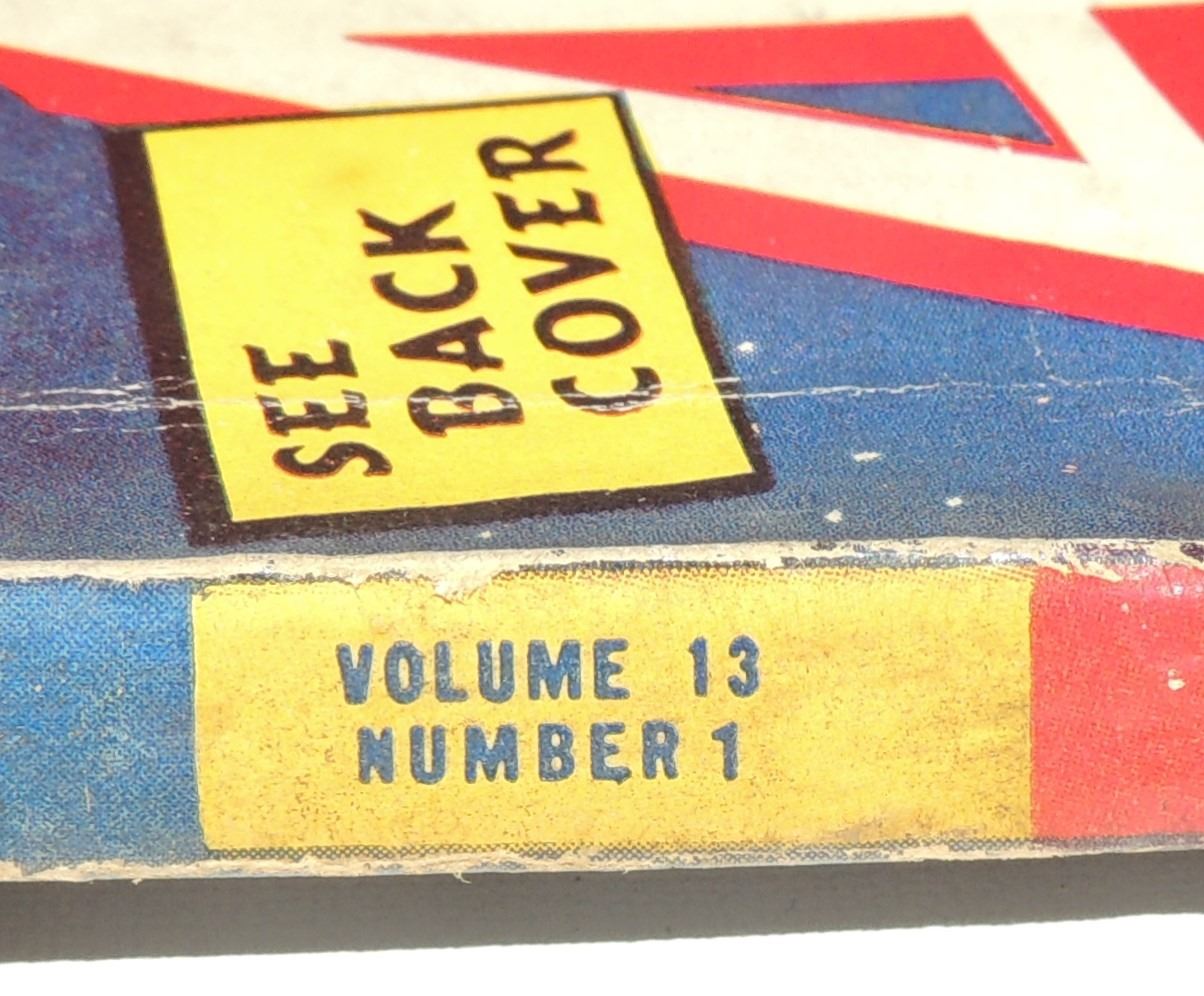 SEE
BACK
COVER
VOLUME 13
NUMBER 1